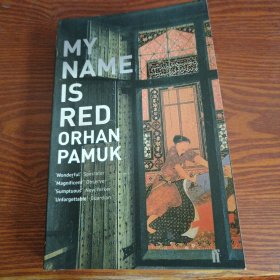 MY
NAME
IS
RED
ORHAN
PAMUK
'Wonderful' Spectator
'Magnificent' Observer
'Sumptuous' New Yorker
'Unforgettable' Guardian
ff